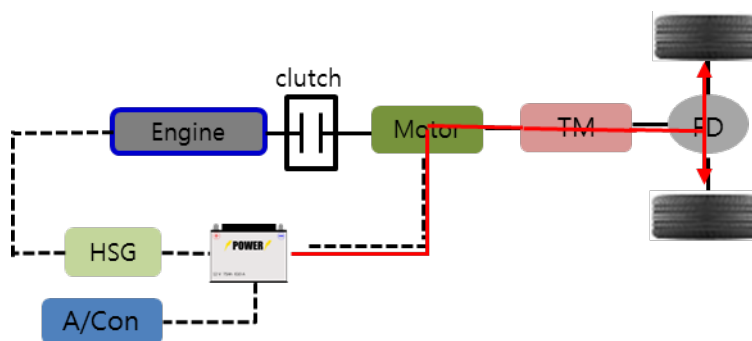 clutch
Engine
Motor
TM
FD
HSG
POWER
A/Con